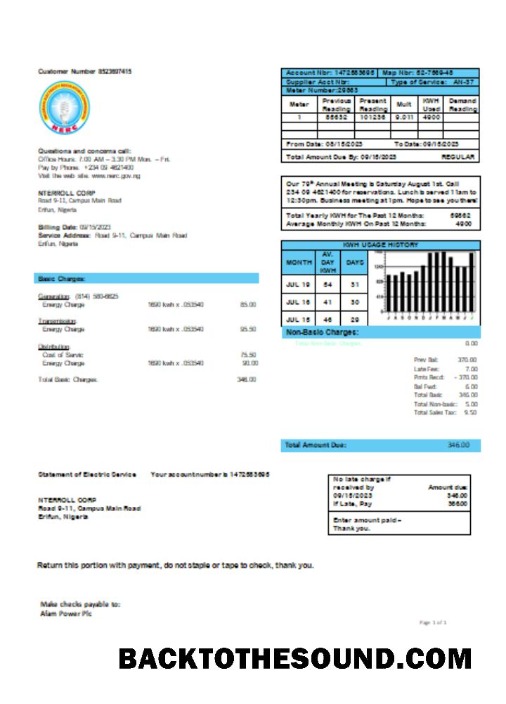 Customer Number 8523697415
NERC
Questions and concerns call:
Office Hours. 7.00 AM – 3.30 PM Mon. – Fri.
Pay by Phone. +234 09 4621400
Visit the web site. www.nerc.gov.ng
NTERROLL CORP
Road 9-11, Campus Main Road
Erifun, Nigeria
Billing Date: 09/15/2023
Service Address: Road 9-11, Campus Main Road
Erifun, Nigeria
Account Nbr: 1472583695 Map Nbr: 52-7869-45
Supplier Acct Nbr: Type of Service: AN-57
Meter Number:29863
Meter Previous Reading Present Reading Mult KWH Used Demand Reading
1 88632 101236 9.011 4900
From Date: 08/15/2023 To Date: 09/15/2023
Total Amount Due By: 09/15/2023 REGULAR
Our 79th Annual Meeting is Saturday August 1st. Call
234 09 4621400 for reservations. Lunch is served 11am to
12:30pm. Business meeting at 1pm. Hope to see you there!
Total Yearly KWH for The Past 12 Months: 59862
Average Monthly KWH for Past 12 Months: 4900
KWH USAGE HISTORY
MONTH AV. DAY KWH DAYS
JUL 19 54 31
JUL 16 41 30
JUL 15 46 29
J A S O N D J F M A M J J
Basic Charges:
Generation: (814) 580-6625
Energy Charge 1690 kwh x .050540 85.00
Transmission:
Energy Charge 1690 kwh x .050540 95.50
Distribution:
Cost of Servic 75.50
Energy Charge 1690 kwh x .050540 90.00
Total Basic Charges. 346.00
Non-Basic Charges:
0.00
Prev Bal: 370.00
Late Fee: 7.00
Pmts Recd: - 370.00
Bal Fwd: 6.00
Total Basic 346.00
Total Non-basic: 5.00
Total Sales Tax: 9.50
Total Amount Due: 346.00
Statement of Electric Service Your account number is 1472583695
NTERROLL CORP
Road 9-11, Campus Main Road
Erifun, Nigeria
No late charge if
received by Amount due
09/15/2023 346.00
If Late, Pay 366.00
Enter amount paid –
Thank you.
Return this portion with payment, do not staple or tape to check, thank you.
Make checks payable to:
Alam Power Plc
Page 1 of 1
BACKTOTHESOUND.COM